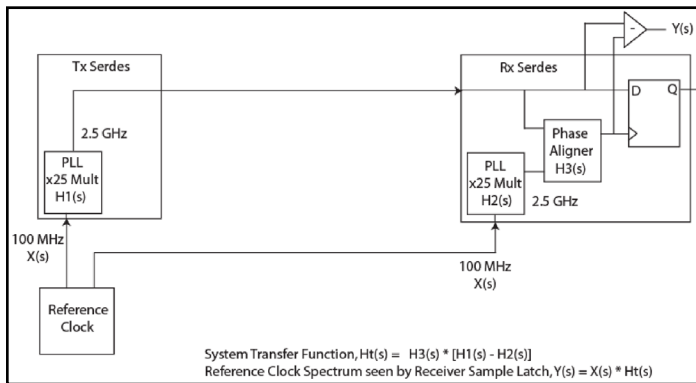 Tx Serdes
2.5 GHz
PLL
x25 Mult
H1(s)
100 MHz
X(s)
Reference
Clock
Rx Serdes
-
Y(s)
D
Q
Phase
Aligner
H3(s)
PLL
x25 Mult
H2(s)
2.5 GHz
100 MHz
X(s)
System Transfer Function, Ht(s) = H3(s) * [H1(s) - H2(s)]
Reference Clock Spectrum seen by Receiver Sample Latch, Y(s) = X(s) * Ht(s)